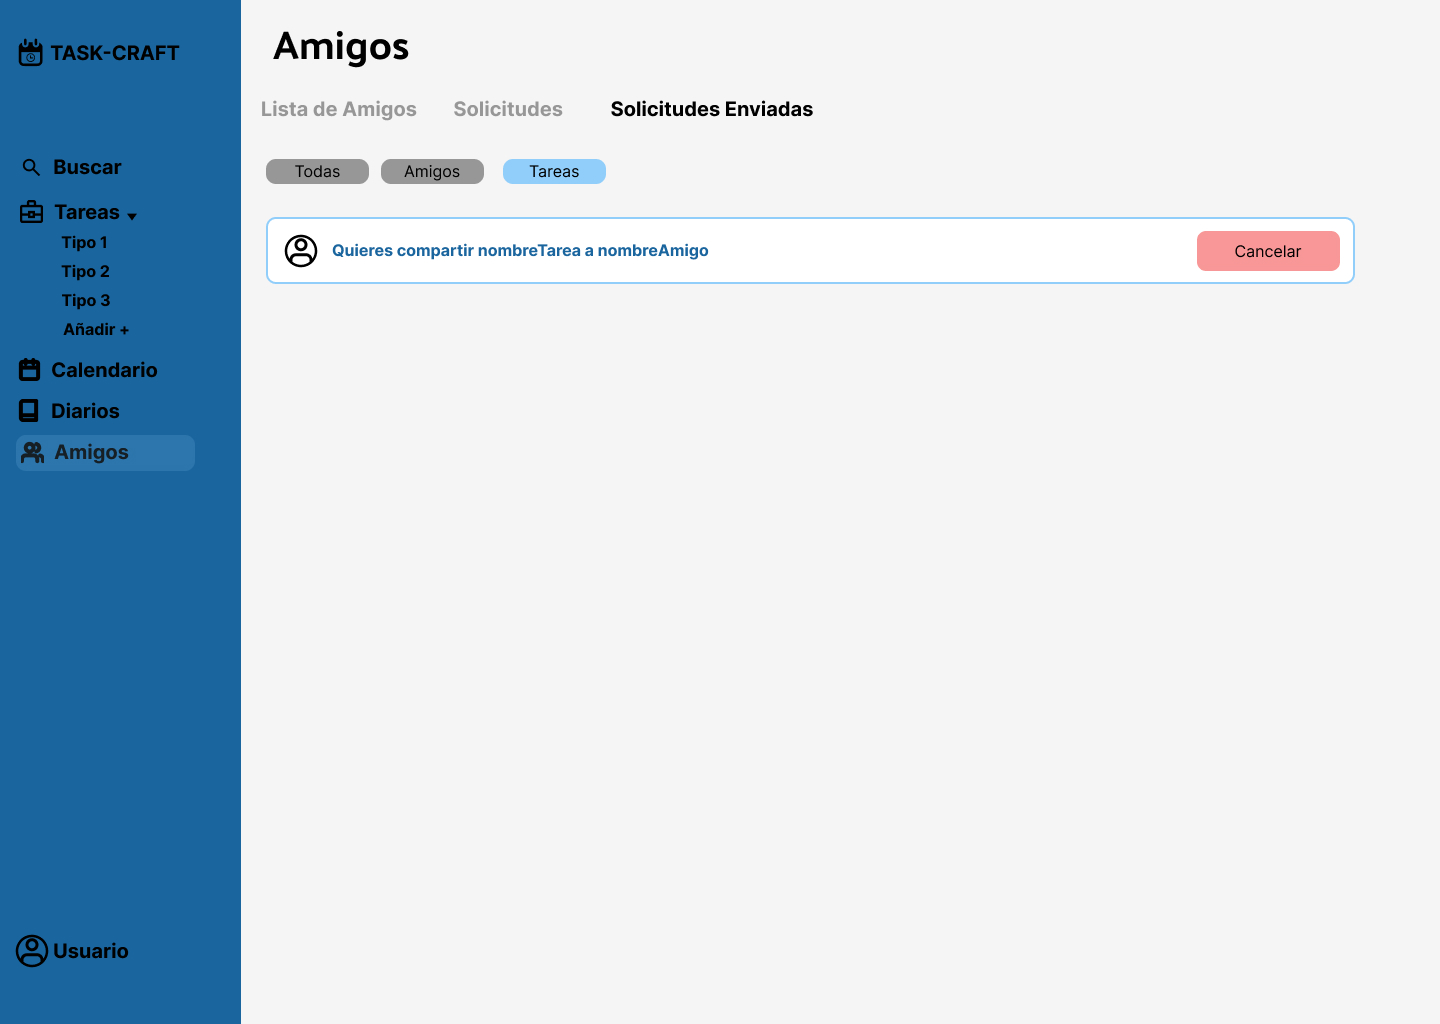 TASK-CRAFT
Buscar
Tareas
Tipo 1
Tipo 2
Tipo 3
Añadir +
Calendario
Diarios
Amigos
Usuario
Amigos
Lista de Amigos Solicitudes Solicitudes Enviadas
Todas Amigos Tareas
Quieres compartir nombreTarea a nombreAmigo Cancelar